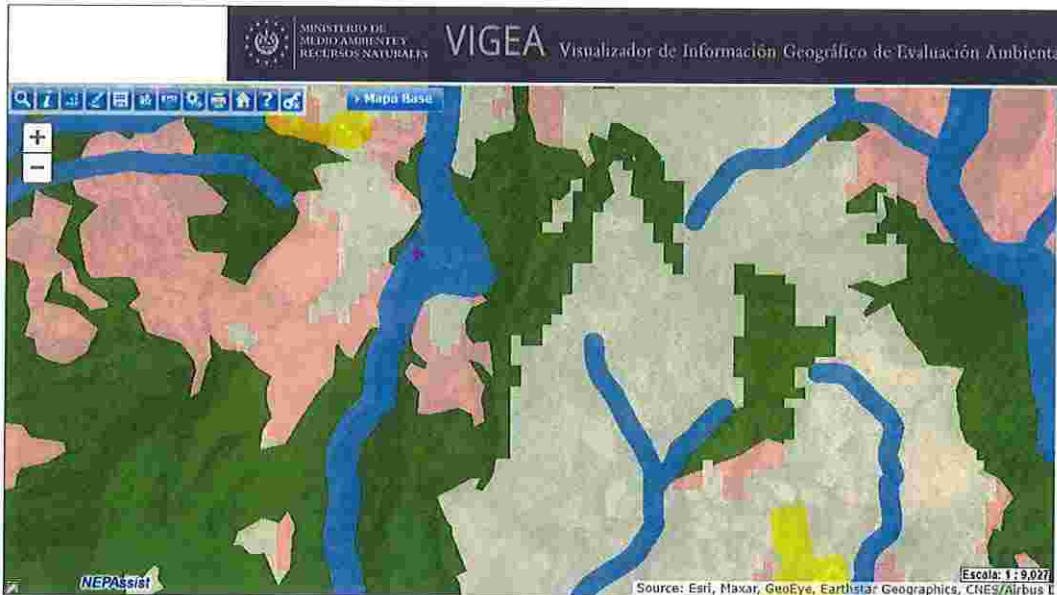 MINISTERIO DE
MEDIO AMBIENTE Y
RECURSOS NATURALES
VIGEA Visualizador de Información Geográfico de Evaluación Ambienta
Mapa Base
+
−
NEPAssist
Escala: 1 : 9,027
Source: Esri, Maxar, GeoEye, Earthstar Geographics, CNES/Airbus